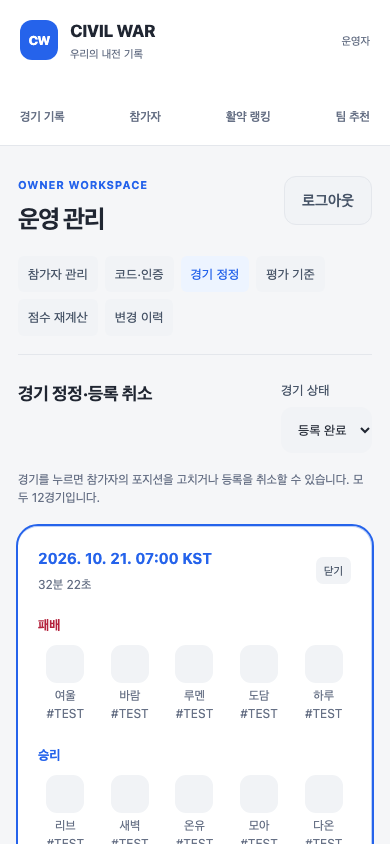 CW
CIVIL WAR
우리의 내전 기록
운영자
경기 기록
참가자
활약 랭킹
팀 추천
OWNER WORKSPACE
운영 관리
로그아웃
참가자 관리
코드·인증
경기 정정
평가 기준
점수 재계산
변경 이력
경기 정정·등록 취소
경기 상태
등록 완료
경기를 누르면 참가자의 포지션을 고치거나 등록을 취소할 수 있습니다. 모
두 12경기입니다.
2026. 10. 21. 07:00 KST
32분 22초
닫기
패배
여울 바람 루멘 도담 하루
#TEST #TEST #TEST #TEST #TEST
승리
리브 새벽 온유 모아 다온
#TEST #TEST #TEST #TEST #TEST